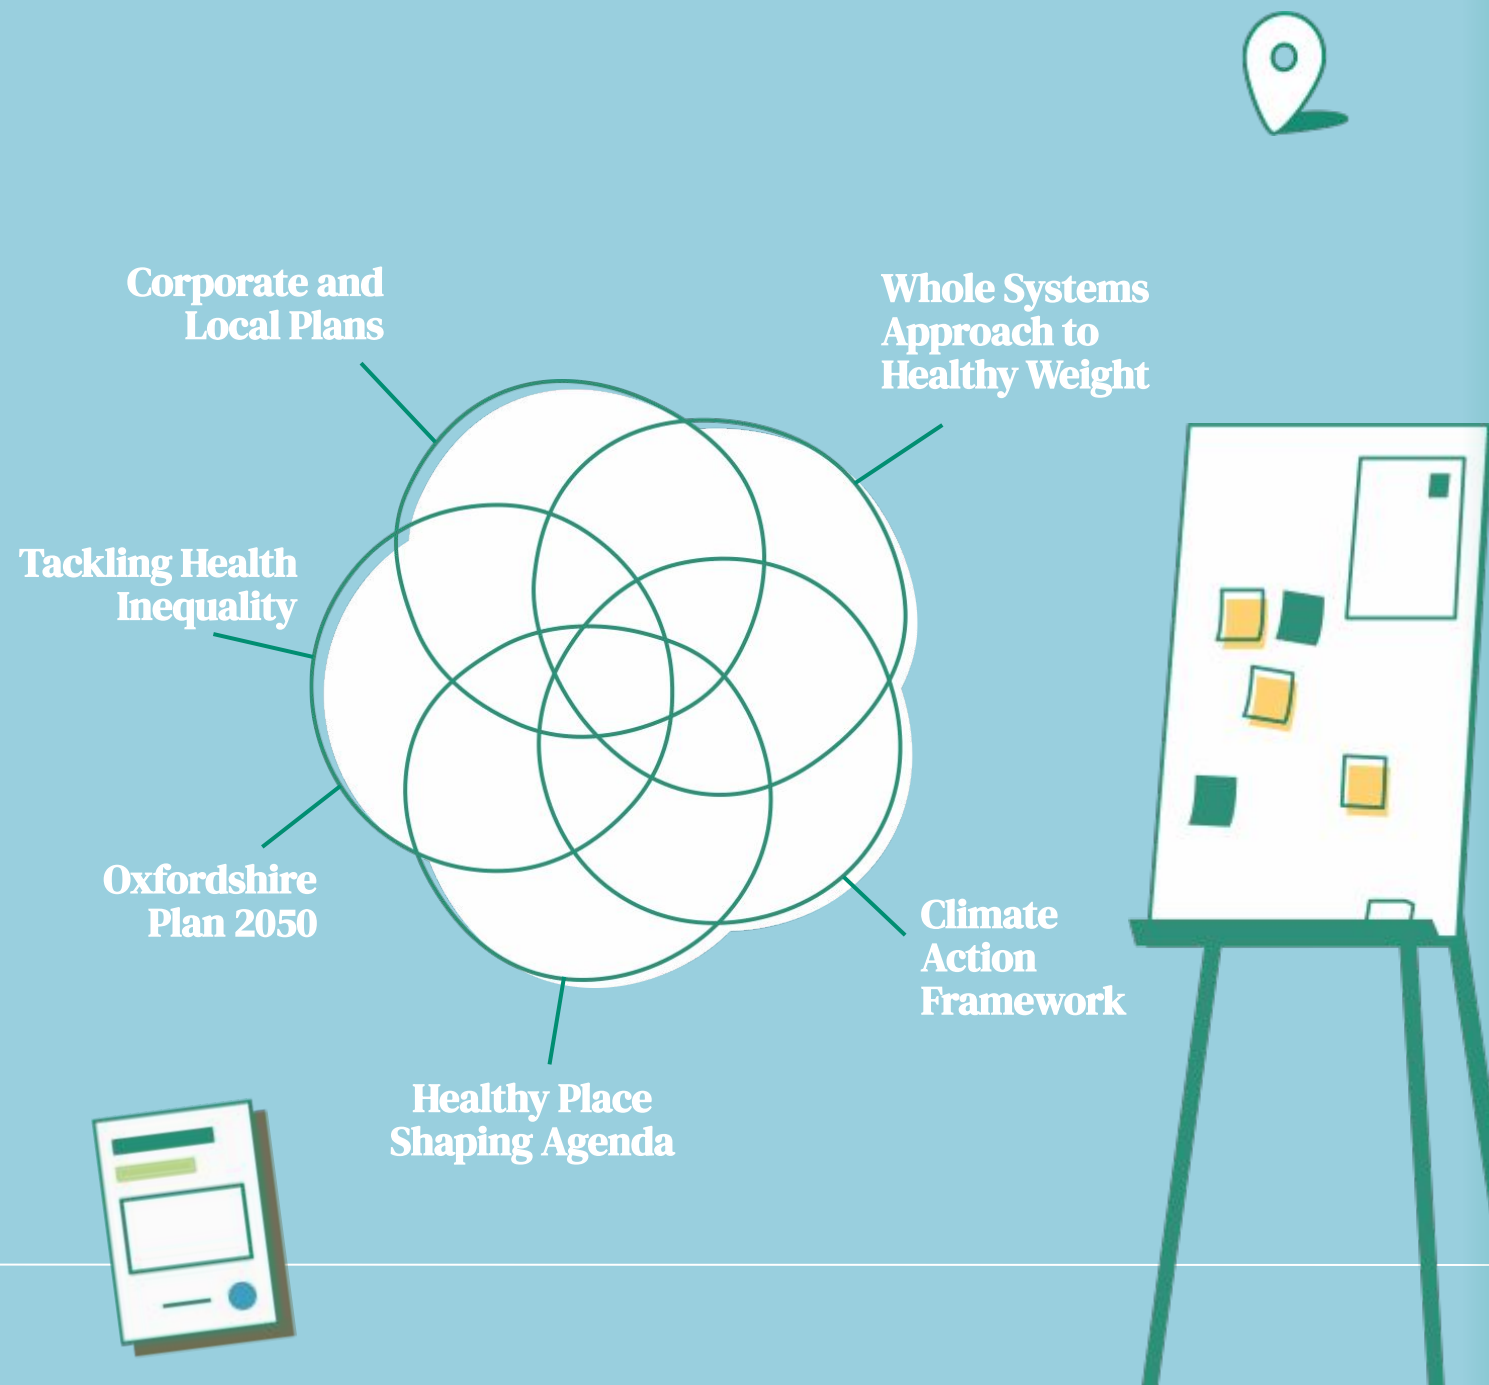 Corporate and
Local Plans
Whole Systems
Approach to
Healthy Weight
Tackling Health
Inequality
Oxfordshire
Plan 2050
Climate
Action
Framework
Healthy Place
Shaping Agenda